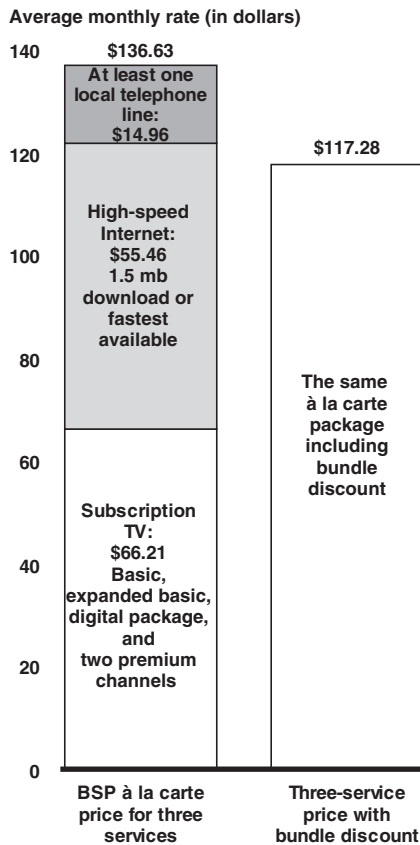 Average monthly rate (in dollars)
140
$136.63
At least one
local telephone
line:
$14.96
120
$117.28
High-speed
Internet:
$55.46
1.5 mb
download or
fastest
available
100
80
The same
à la carte
package
including
bundle
discount
60
Subscription
TV:
$66.21
Basic,
expanded basic,
digital package,
and
two premium
channels
40
20
0
BSP à la carte
price for three
services
Three-service
price with
bundle discount